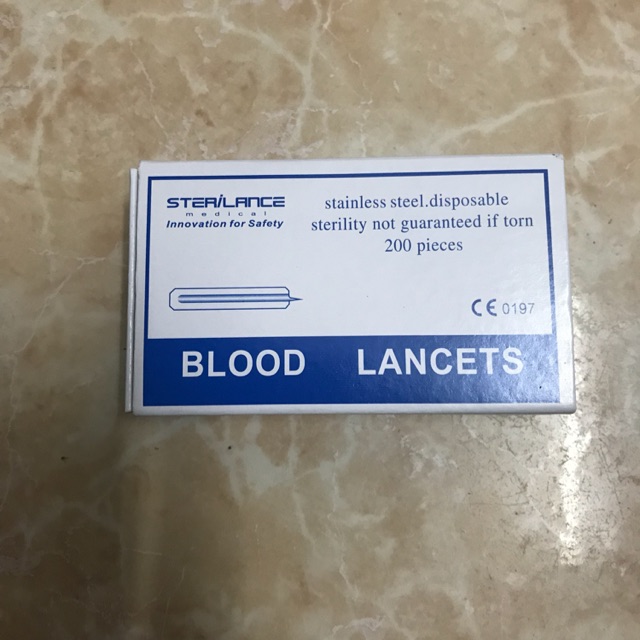 STERiLANCE
medical
Innovation for Safety
stainless steel.disposable
sterility not guaranteed if torn
200 pieces
CE 0197
BLOOD LANCETS